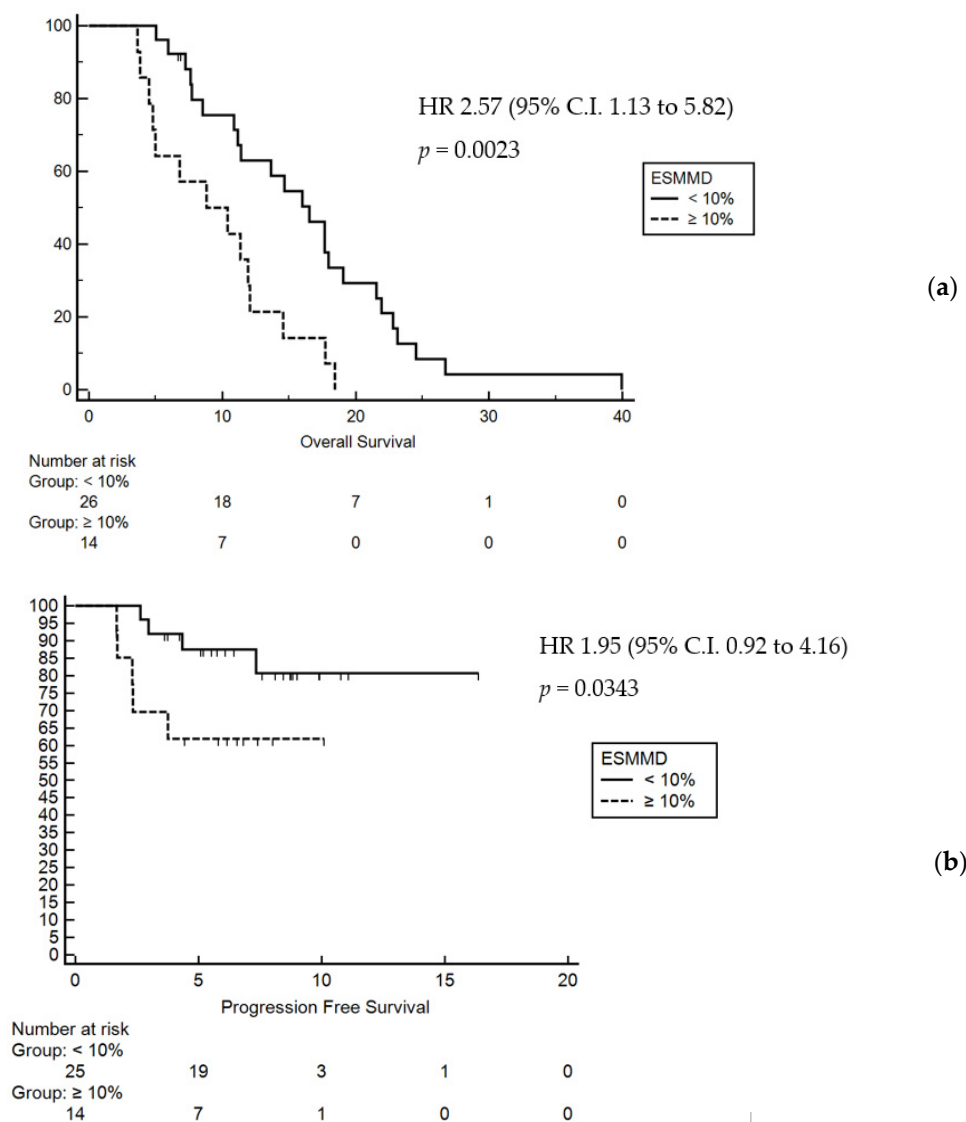 100
80
60
40
20
0
HR 2.57 (95% C.I. 1.13 to 5.82)
p = 0.0023
ESMMD
< 10%
≥ 10%
(a)
0 10 20 30 40
Overall Survival
Number at risk
Group: < 10%
26 18 7 1 0
Group: ≥ 10%
14 7 0 0 0
100
95
90
85
80
75
70
65
60
55
50
45
40
35
30
25
20
15
10
5
0
HR 1.95 (95% C.I. 0.92 to 4.16)
p = 0.0343
ESMMD
< 10%
≥ 10%
(b)
0 5 10 15 20
Progression Free Survival
Number at risk
Group: < 10%
25 19 3 1 0
Group: ≥ 10%
14 7 1 0 0